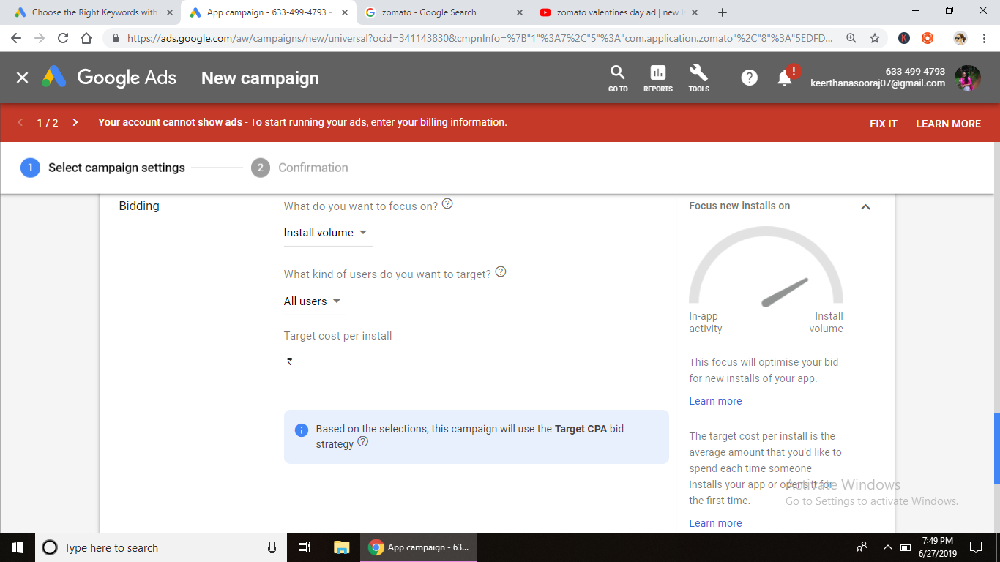 Choose the Right Keywords with
App campaign - 633-499-4793 -
zomato - Google Search
zomato valentines day ad | new
https://ads.google.com/aw/campaigns/new/universal?ocid=341143830&cmpnInfo=%7B"1"%3A7%2C"5"%3A"com.application.zomato"%2C"8"%3A"5EDFD...
K
Google Ads
New campaign
GO TO
REPORTS
TOOLS
?
!
633-499-4793
keerthanasooraj07@gmail.com
1 / 2
Your account cannot show ads - To start running your ads, enter your billing information.
FIX IT
LEARN MORE
1
Select campaign settings
2
Confirmation
Bidding
What do you want to focus on? ?
Install volume
What kind of users do you want to target? ?
All users
Target cost per install
₹
i
Based on the selections, this campaign will use the Target CPA bid
strategy ?
Focus new installs on
In-app
activity
Install
volume
This focus will optimise your bid
for new installs of your app.
Learn more
The target cost per install is the
average amount that you'd like to
spend each time someone
installs your app or opens it for
the first time.
Learn more
Activate Windows
Go to Settings to activate Windows.
Type here to search
App campaign - 63...
7:49 PM
6/27/2019